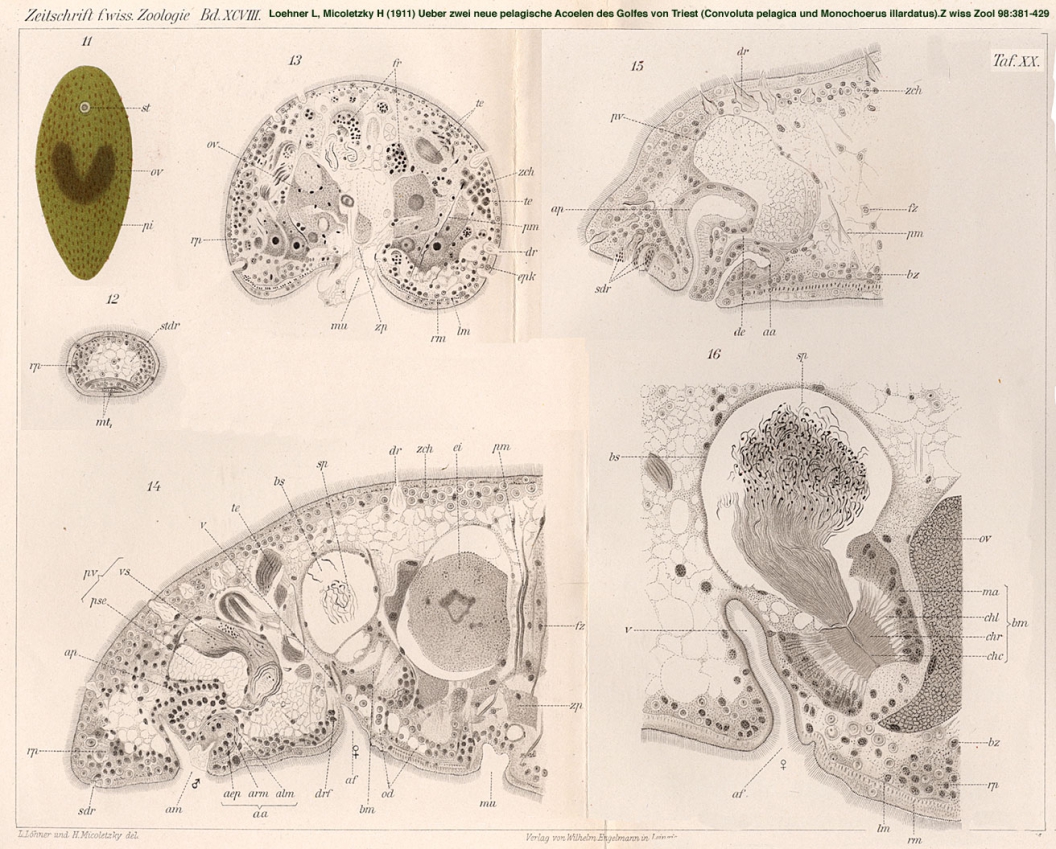 Zeitschrift f. wiss. Zoologie Bd. XCVIII.
Loehner L, Micoletzky H (1911) Ueber zwei neue pelagische Acoelen des Golfes von Triest (Convoluta pelagica und Monochoerus illardatus).Z wiss Zool 98:381-429
Taf. XX.
11
st
ov
pi
12
stdr
rp
mt,
13
fr
te
ov
zch
te
pm
rp
dr
epk
mu
zp
rm
lm
15
dr
zch
pv
ap
fz
pm
sdr
bz
de
aa
14
dr
zch
ei
pm
sp
bs
te
v
pv
vs
pse
ap
fz
zp
rp
sdr
♂
am
aep
arm
alm
aa
drf
♀
af
bm
od
mu
16
sp
bs
ov
ma
chl
bm
chr
chc
v
bz
♀
rp
af
lm
rm
L. Löhner und H. Micoletzky del.
Verlag von Wilhelm Engelmann in